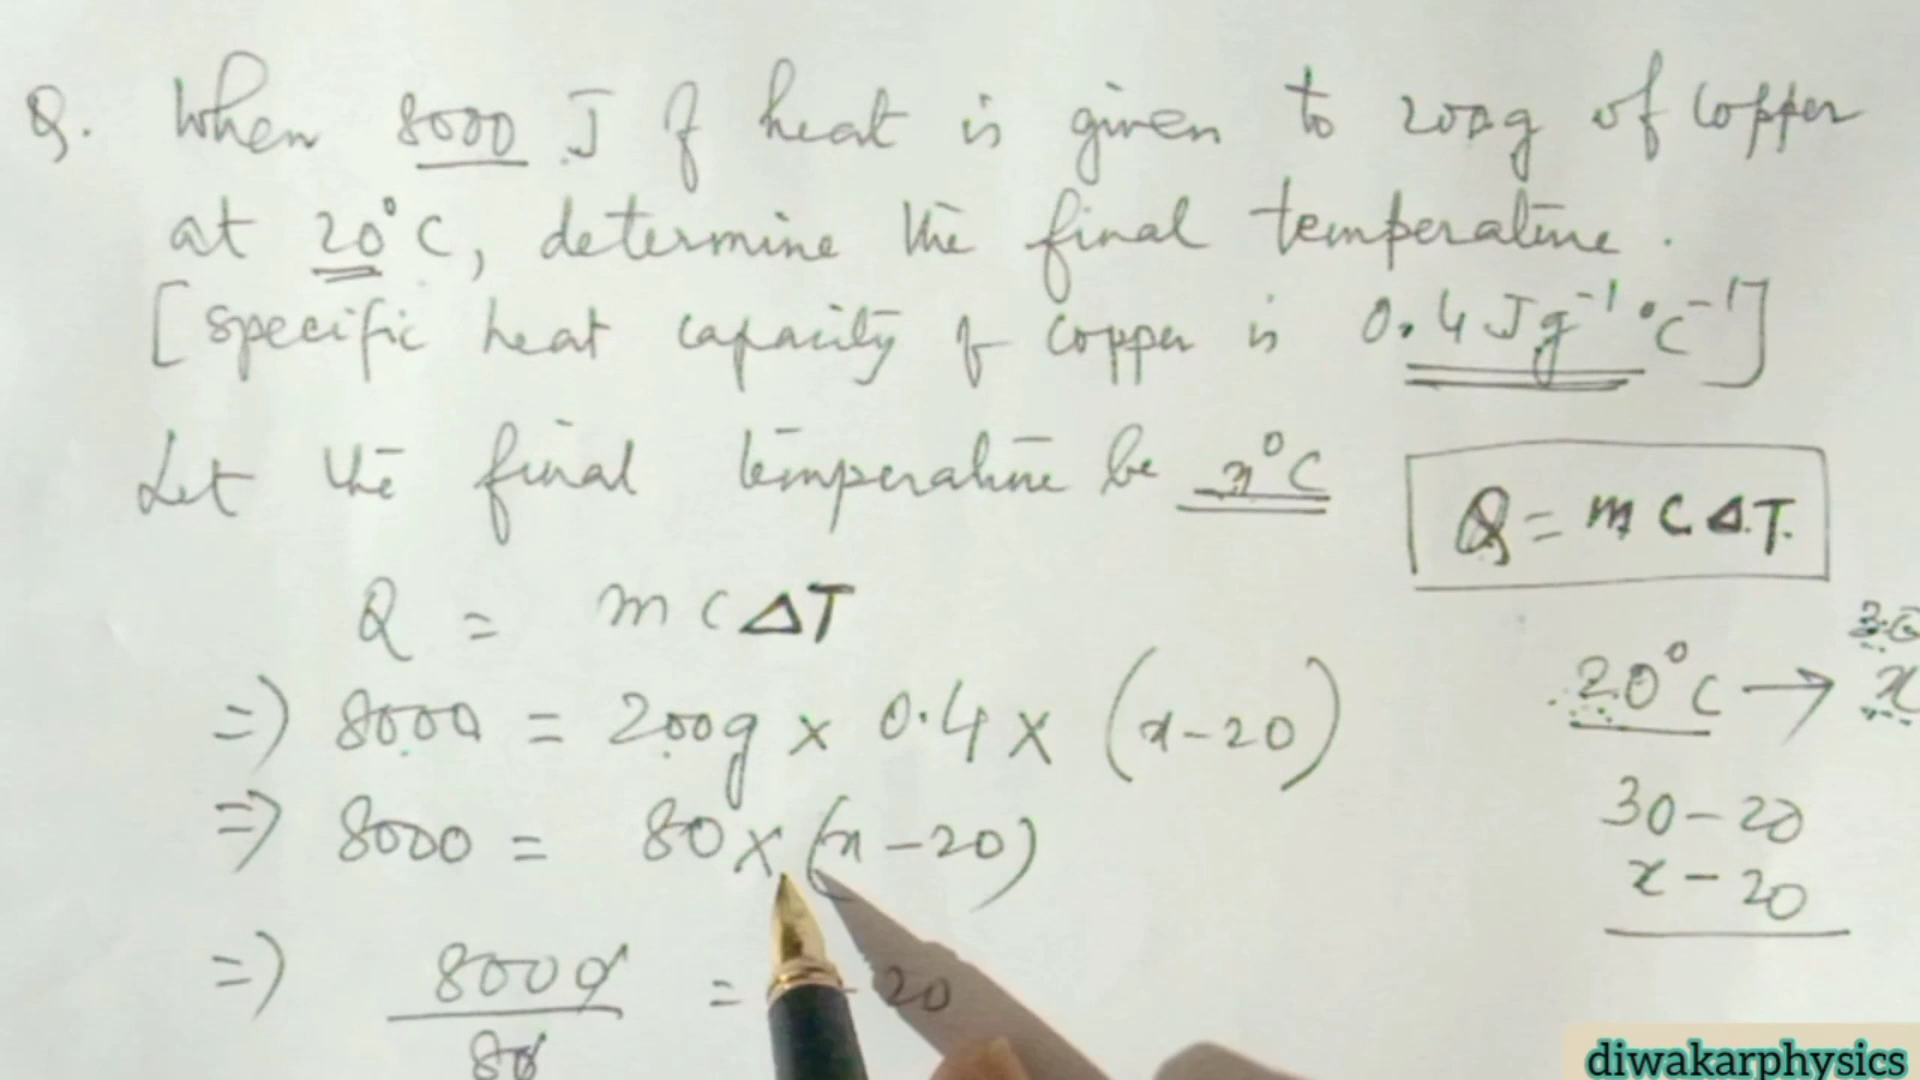 Q. When 8000 J of heat is given to 200g of copper
at 20°C, determine the final temperature.
[specific heat capacity of copper is 0.4 J g⁻¹ °C⁻¹]
Let the final temperature be x°C
Q = m C Δ.T.
Q = m C ΔT
20°C → x
30
⇒ 8000 = 200g × 0.4 × (x-20)
30-20
⇒ 8000 = 80 × (x-20)
x-20
⇒ 8000/80 = - 20
diwakarphysics